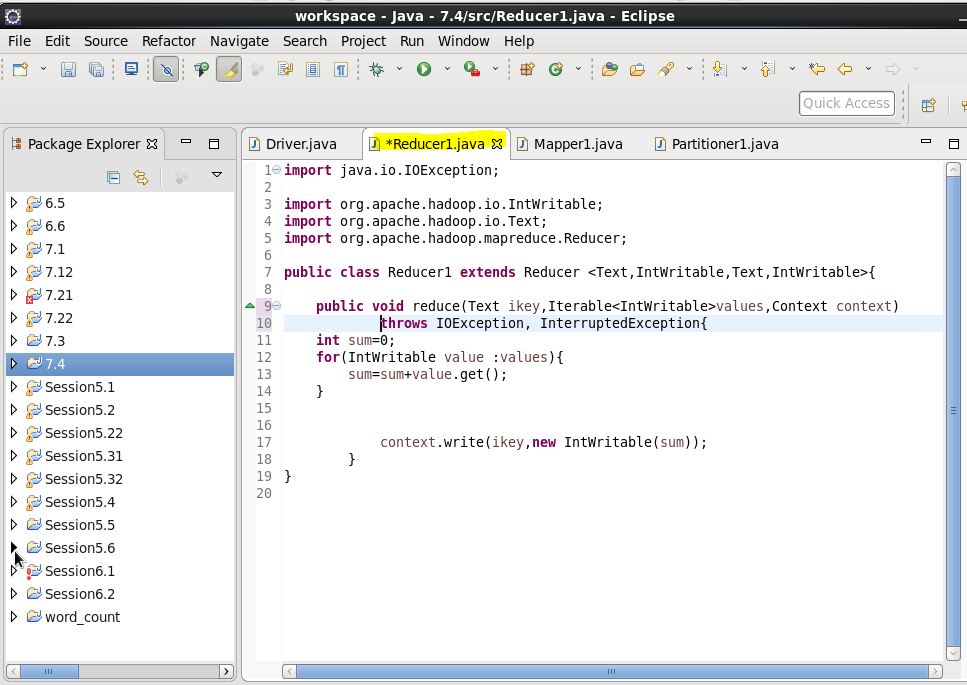 workspace - Java - 7.4/src/Reducer1.java - Eclipse
File Edit Source Refactor Navigate Search Project Run Window Help
Quick Access
Package Explorer
Driver.java
*Reducer1.java
Mapper1.java
Partitioner1.java
6.5
6.6
7.1
7.12
7.21
7.22
7.3
7.4
Session5.1
Session5.2
Session5.22
Session5.31
Session5.32
Session5.4
Session5.5
Session5.6
Session6.1
Session6.2
word_count
1 import java.io.IOException;
2
3 import org.apache.hadoop.io.IntWritable;
4 import org.apache.hadoop.io.Text;
5 import org.apache.hadoop.mapreduce.Reducer;
6
7 public class Reducer1 extends Reducer <Text,IntWritable,Text,IntWritable>{
8
9     public void reduce(Text ikey,Iterable<IntWritable>values,Context context)
10             throws IOException, InterruptedException{
11     int sum=0;
12     for(IntWritable value :values){
13         sum=sum+value.get();
14     }
15
16
17             context.write(ikey,new IntWritable(sum));
18         }
19 }
20